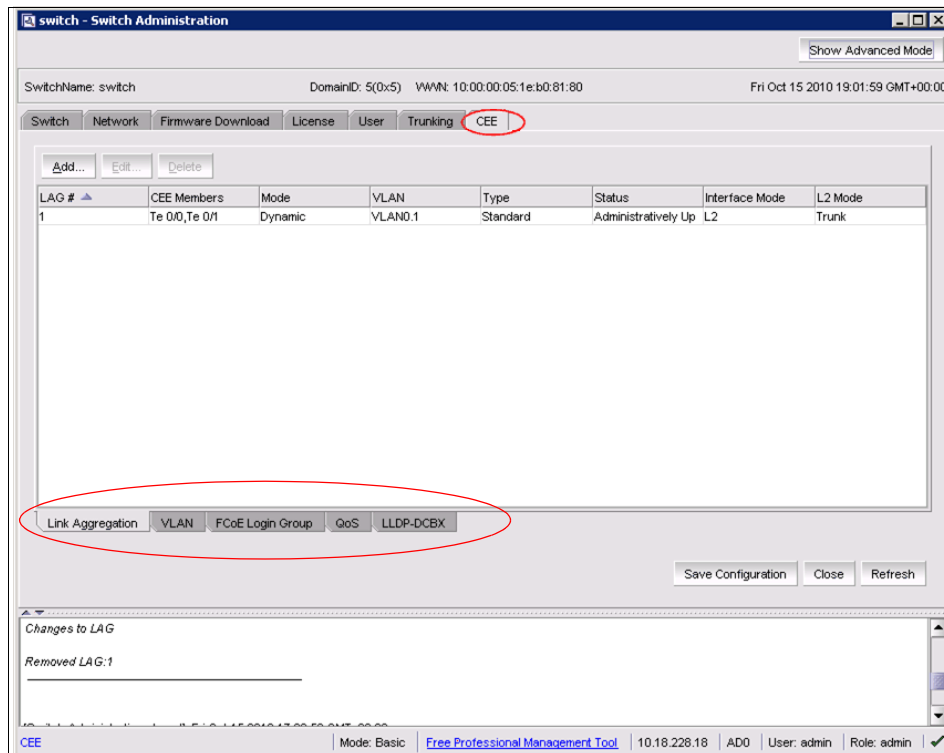 switch - Switch Administration
Show Advanced Mode
SwitchName: switch DomainID: 5(0x5) WWN: 10:00:00:05:1e:b0:81:80 Fri Oct 15 2010 19:01:59 GMT+00:00
Switch Network Firmware Download License User Trunking CEE
Add... Edit... Delete
LAG # CEE Members Mode VLAN Type Status Interface Mode L2 Mode
1 Te 0/0,Te 0/1 Dynamic VLAN0.1 Standard Administratively Up L2 Trunk
Link Aggregation VLAN FCoE Login Group QoS LLDP-DCBX
Save Configuration Close Refresh
Changes to LAG
Removed LAG:1
CEE Mode: Basic Free Professional Management Tool 10.18.228.18 AD0 User: admin Role: admin